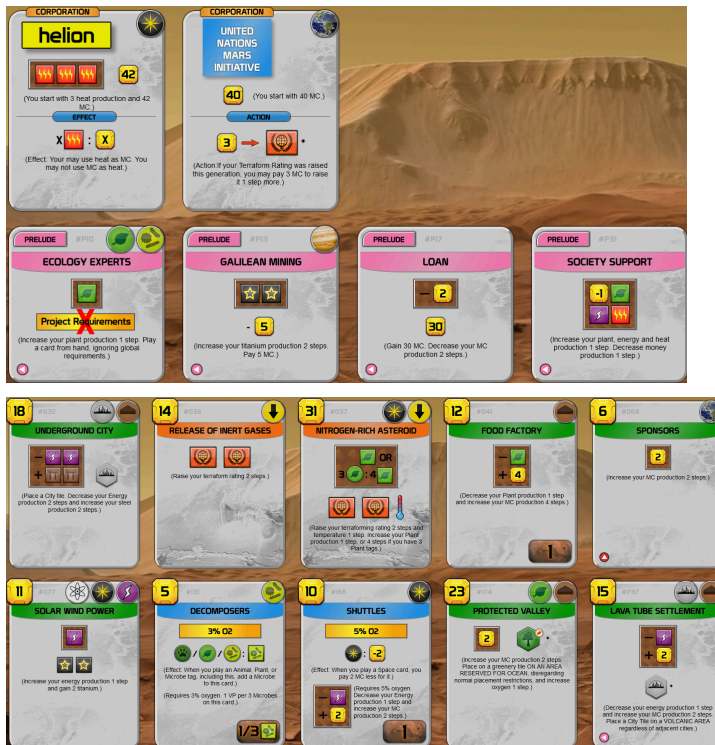 CORPORATION
helion
42
(You start with 3 heat production and 42
MC.)
EFFECT
X : X
(Effect: Your may use heat as MC. You
may not use MC as heat.)
CORPORATION
UNITED
NATIONS
MARS
INITIATIVE
40 (You start with 40 MC.)
ACTION
3 → *
(Action:If your Terraform Rating was raised
this generation, you may pay 3 MC to raise
it 1 step more.)
PRELUDE #P10
ECOLOGY EXPERTS
Project Requirements
X
(Increase your plant production 1 step. Play
a card from hand, ignoring global
requirements.)
PRELUDE #P13
GALILEAN MINING
- 5
(Increase your titanium production 2 steps.
Pay 5 MC.)
PRELUDE #P17
LOAN
- 2
30
(Gain 30 MC. Decrease your MC
production 2 steps.)
PRELUDE #P31
SOCIETY SUPPORT
-1
(Increase your plant, energy and heat
production 1 step. Decrease money
production 1 step.)
18 #032
UNDERGROUND CITY
-
+
(Place a City tile. Decrease your Energy
production 2 steps and increase your steel
production 2 steps.)
14 #036
RELEASE OF INERT GASES
(Raise your terraform rating 2 steps.)
31 #037
NITROGEN-RICH ASTEROID
OR
3 : 4
(Raise your terraforming rating 2 steps and
temperature 1 step. Increase your Plant
production 1 step, or 4 steps if you have 3
Plant tags.)
12 #041
FOOD FACTORY
-
+ 4
(Decrease your Plant production 1 step
and increase your MC production 4 steps.)
1
6 #068
SPONSORS
2
(Increase your MC production 2 steps.)
11 #077
SOLAR WIND POWER
(Increase your energy production 1 step
and gain 2 titanium.)
5 #131
DECOMPOSERS
3% O2
/ / :
(Effect: When you play an Animal, Plant, or
Microbe tag, including this, add a Microbe
to this card.)
(Requires 3% oxygen. 1 VP per 3 Microbes
on this card.)
1/3
10 #166
SHUTTLES
5% O2
: -2
(Effect: When you play a Space card, you
pay 2 MC less for it.)
-
+ 2
(Requires 5% oxygen.
Decrease your Energy
production 1 step and
increase your MC
production 2 steps.)
1
23 #174
PROTECTED VALLEY
2 *
(Increase your MC production 2 steps.
Place on a greenery tile ON AN AREA
RESERVED FOR OCEAN, disregarding
normal placement restrictions, and increase
oxygen 1 step.)
15 #P37
LAVA TUBE SETTLEMENT
-
+ 2
*
(Decrease your energy production 1 step
and increase your MC production 2 steps.
Place a City Tile on a VOLCANIC AREA
regardless of adjacent cities.)